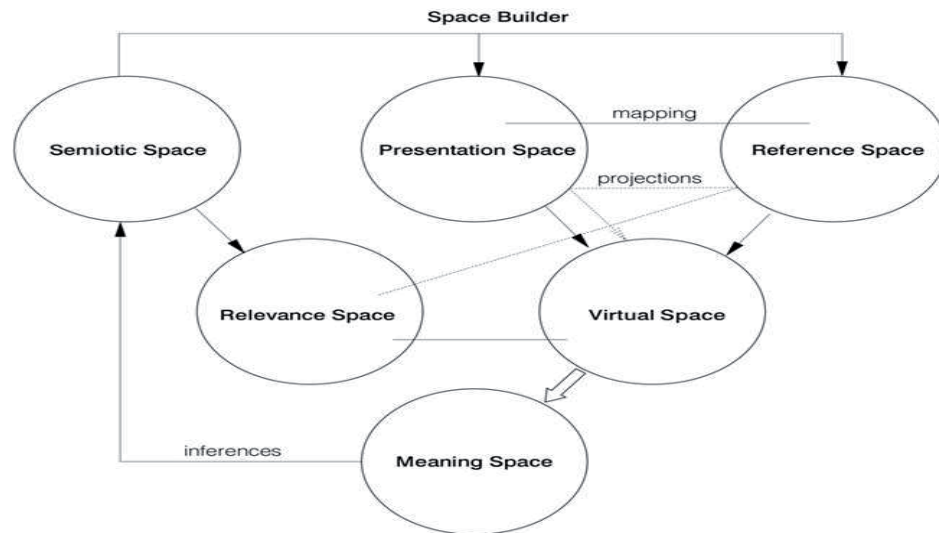 Space Builder
mapping
Semiotic Space
Presentation Space
Reference Space
projections
Relevance Space
Virtual Space
inferences
Meaning Space